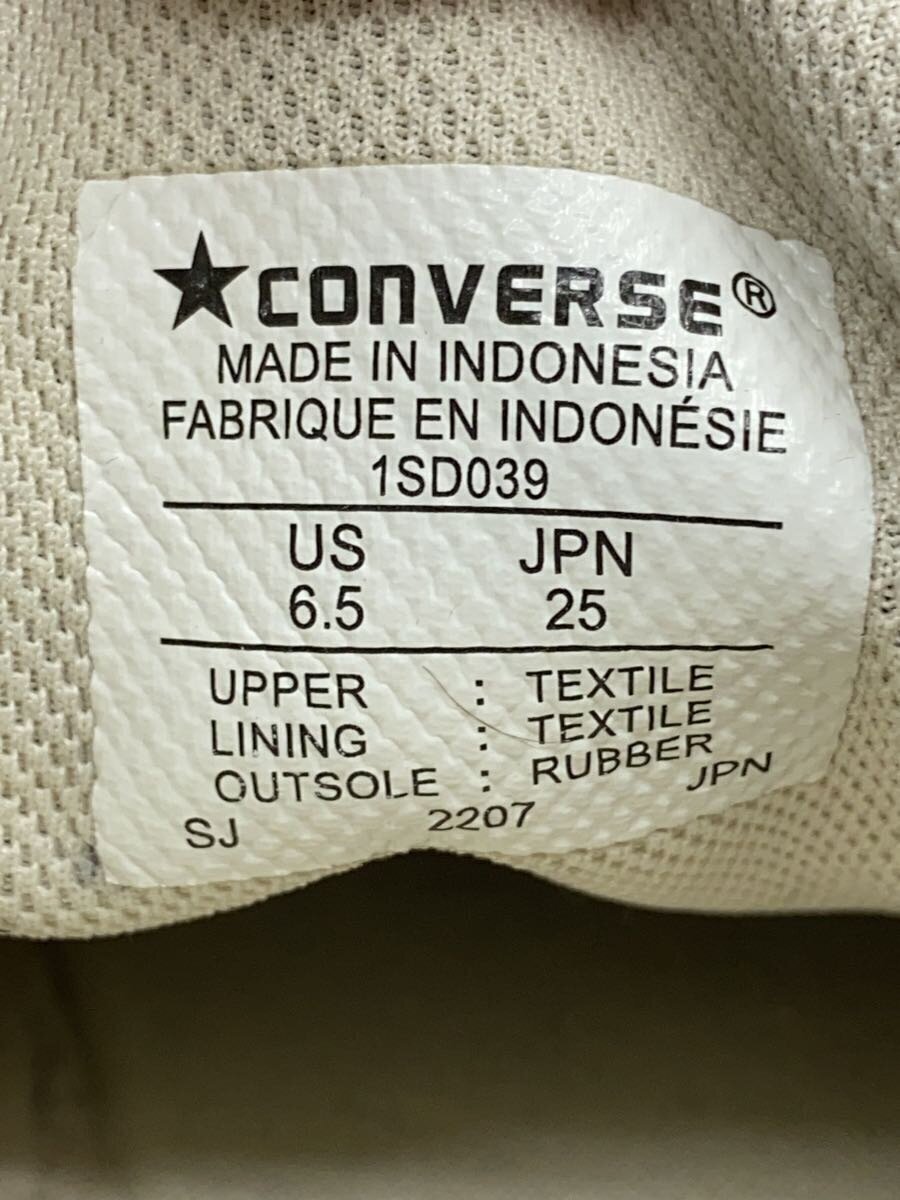 ★CONVERSE®
MADE IN INDONESIA
FABRIQUE EN INDONÉSIE
1SD039
US JPN
6.5 25
UPPER : TEXTILE
LINING : TEXTILE
OUTSOLE : RUBBER
SJ 2207 JPN